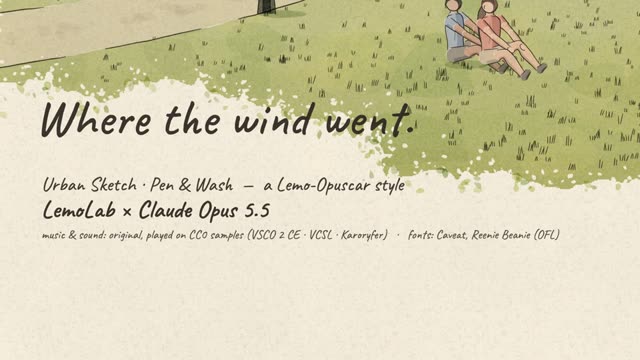 Where the wind went.
Urban Sketch · Pen & Wash — a Lemo-Opuscar style
LemoLab × Claude Opus 5.5
music & sound: original, played on CC0 samples (VSCO 2 CE · VCSL · Karoryfer) · fonts: Caveat, Reenie Beanie (OFL)